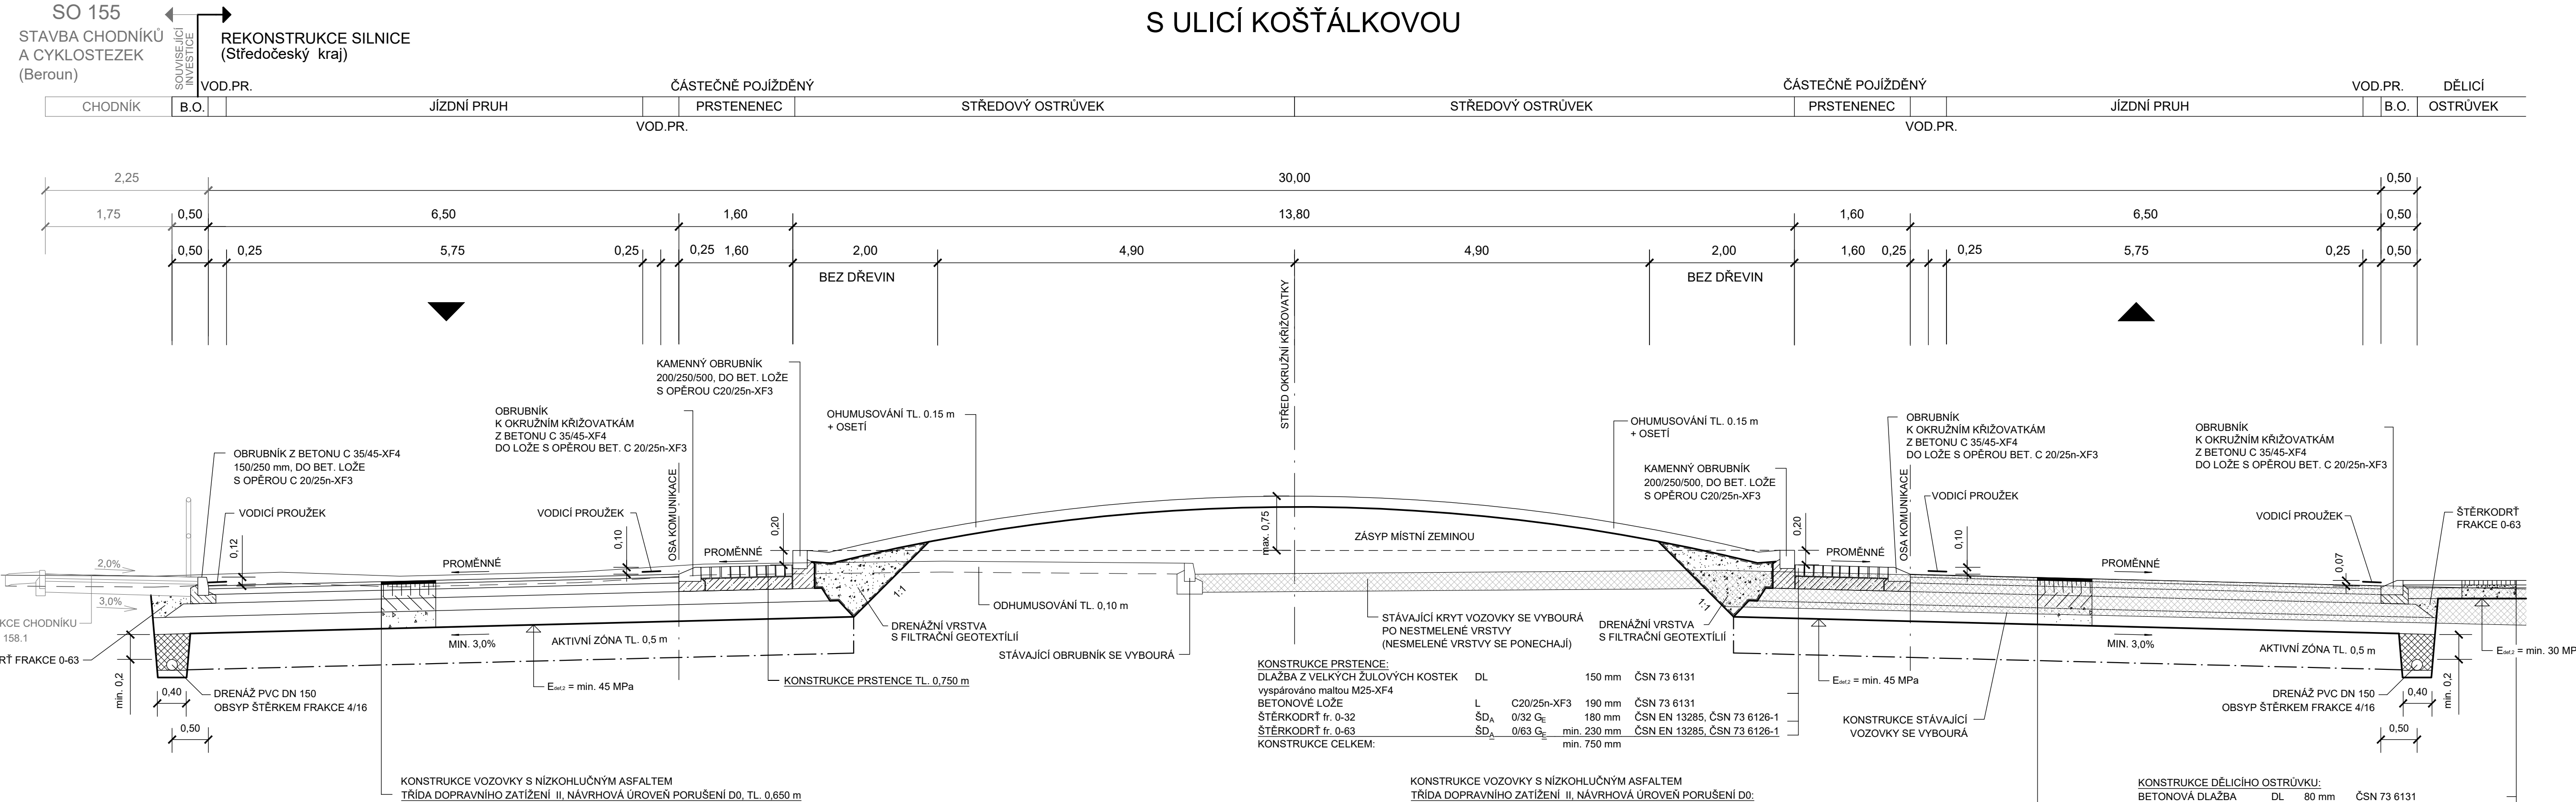 SO 155
STAVBA CHODNÍKŮ
A CYKLOSTEZEK
(Beroun)
SOUVISEJÍCÍ
INVESTICE
REKONSTRUKCE SILNICE
(Středočeský kraj)
S ULICÍ KOŠŤÁLKOVOU
VOD.PR.
ČÁSTEČNĚ POJÍŽDĚNÝ
ČÁSTEČNĚ POJÍŽDĚNÝ
VOD.PR.
DĚLICÍ
CHODNÍK
B.O.
JÍZDNÍ PRUH
PRSTENENEC
STŘEDOVÝ OSTRŮVEK
STŘEDOVÝ OSTRŮVEK
PRSTENENEC
JÍZDNÍ PRUH
B.O.
OSTRŮVEK
VOD.PR.
VOD.PR.
2,25
30,00
0,50
1,75
0,50
6,50
1,60
13,80
1,60
6,50
0,50
0,50
0,25
5,75
0,25
0,25
1,60
2,00
4,90
4,90
2,00
1,60
0,25
0,25
5,75
0,25
0,50
BEZ DŘEVIN
BEZ DŘEVIN
STŘED OKRUŽNÍ KŘIŽOVATKY
KAMENNÝ OBRUBNÍK
200/250/500, DO BET. LOŽE
S OPĚROU C20/25n-XF3
OBRUBNÍK
K OKRUŽNÍM KŘIŽOVATKÁM
Z BETONU C 35/45-XF4
DO LOŽE S OPĚROU BET. C 20/25n-XF3
OHUMUSOVÁNÍ TL. 0.15 m
+ OSETÍ
OHUMUSOVÁNÍ TL. 0.15 m
+ OSETÍ
OBRUBNÍK
K OKRUŽNÍM KŘIŽOVATKÁM
Z BETONU C 35/45-XF4
DO LOŽE S OPĚROU BET. C 20/25n-XF3
OBRUBNÍK
K OKRUŽNÍM KŘIŽOVATKÁM
Z BETONU C 35/45-XF4
DO LOŽE S OPĚROU BET. C 20/25n-XF3
OBRUBNÍK Z BETONU C 35/45-XF4
150/250 mm, DO BET. LOŽE
S OPĚROU C 20/25n-XF3
KAMENNÝ OBRUBNÍK
200/250/500, DO BET. LOŽE
S OPĚROU C20/25n-XF3
OSA KOMUNIKACE
OSA KOMUNIKACE
VODICÍ PROUŽEK
VODICÍ PROUŽEK
VODICÍ PROUŽEK
VODICÍ PROUŽEK
ŠTĚRKODRŤ
FRAKCE 0-63
0,12
0,10
0,20
max. 0,75
0,20
0,10
0,07
ZÁSYP MÍSTNÍ ZEMINOU
2,0%
PROMĚNNÉ
PROMĚNNÉ
PROMĚNNÉ
PROMĚNNÉ
3,0%
1:1
1:1
ODHUMUSOVÁNÍ TL. 0,10 m
KCE CHODNÍKU
158.1
RŤ FRAKCE 0-63
MIN. 3,0%
AKTIVNÍ ZÓNA TL. 0,5 m
DRENÁŽNÍ VRSTVA
S FILTRAČNÍ GEOTEXTÍLIÍ
STÁVAJÍCÍ OBRUBNÍK SE VYBOURÁ
STÁVAJÍCÍ KRYT VOZOVKY SE VYBOURÁ
PO NESTMELENÉ VRSTVY
(NESMELENÉ VRSTVY SE PONECHAJÍ)
DRENÁŽNÍ VRSTVA
S FILTRAČNÍ GEOTEXTÍLIÍ
MIN. 3,0%
AKTIVNÍ ZÓNA TL. 0,5 m
Edef,2 = min. 30 MP
min. 0,2
0,40
0,50
DRENÁŽ PVC DN 150
OBSYP ŠTĚRKEM FRAKCE 4/16
Edef,2 = min. 45 MPa
KONSTRUKCE PRSTENCE TL. 0,750 m
KONSTRUKCE PRSTENCE:
DLAŽBA Z VELKÝCH ŽULOVÝCH KOSTEK DL 150 mm ČSN 73 6131
vyspárováno maltou M25-XF4
BETONOVÉ LOŽE L C20/25n-XF3 190 mm ČSN 73 6131
ŠTĚRKODRŤ fr. 0-32 ŠDA 0/32 GE 180 mm ČSN EN 13285, ČSN 73 6126-1
ŠTĚRKODRŤ fr. 0-63 ŠDA 0/63 GE min. 230 mm ČSN EN 13285, ČSN 73 6126-1
KONSTRUKCE CELKEM: min. 750 mm
Edef,2 = min. 45 MPa
KONSTRUKCE STÁVAJÍCÍ
VOZOVKY SE VYBOURÁ
DRENÁŽ PVC DN 150
OBSYP ŠTĚRKEM FRAKCE 4/16
0,40
min. 0,2
0,50
KONSTRUKCE VOZOVKY S NÍZKOHLUČNÝM ASFALTEM
TŘÍDA DOPRAVNÍHO ZATÍŽENÍ II, NÁVRHOVÁ ÚROVEŇ PORUŠENÍ D0, TL. 0,650 m
KONSTRUKCE VOZOVKY S NÍZKOHLUČNÝM ASFALTEM
TŘÍDA DOPRAVNÍHO ZATÍŽENÍ II, NÁVRHOVÁ ÚROVEŇ PORUŠENÍ D0:
KONSTRUKCE DĚLICÍHO OSTRŮVKU:
BETONOVÁ DLAŽBA DL 80 mm ČSN 73 6131